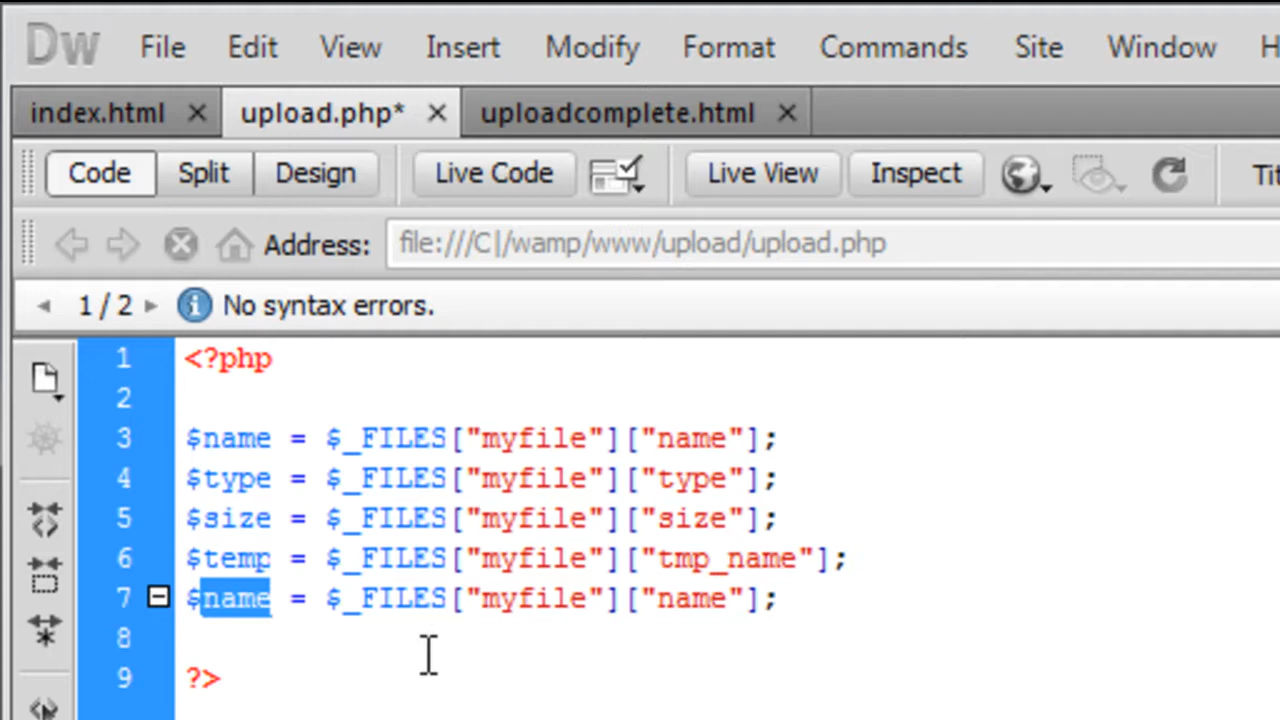 Dw File Edit View Insert Modify Format Commands Site Window H
index.html × upload.php* × uploadcomplete.html ×
Code Split Design Live Code Live View Inspect Tit
Address: file:///C|/wamp/www/upload/upload.php
1 / 2 No syntax errors.
1 <?php
2
3 $name = $_FILES["myfile"]["name"];
4 $type = $_FILES["myfile"]["type"];
5 $size = $_FILES["myfile"]["size"];
6 $temp = $_FILES["myfile"]["tmp_name"];
7 $name = $_FILES["myfile"]["name"];
8
9 ?>